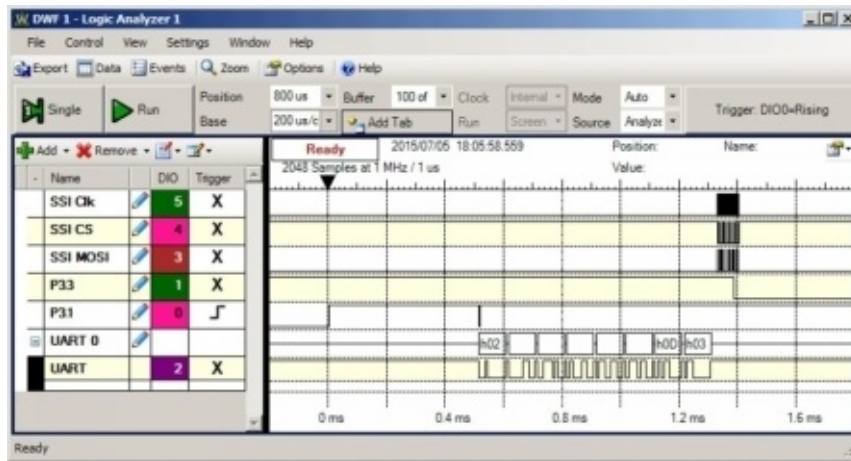 DWF 1 - Logic Analyzer 1
File Control View Settings Window Help
Export Data Events Zoom Options Help
Single Run Position 800 us Buffer 100 of Clock Internal Mode Auto Trigger: DIO0=Rising
Base 200 us/c Add Tab Run Screen Source Analyze
Add Remove Ready 2015/07/05 18:05:58.559 Position: Name:
2048 Samples at 1 MHz / 1 us Value:
- Name DIO Trigger
SSI Clk 5 X
SSI CS 4 X
SSI MOSI 3 X
P33 1 X
P31 0
UART 0 h02 h0D h03
UART 2 X
0 ms 0.4 ms 0.8 ms 1.2 ms 1.6 ms
Ready